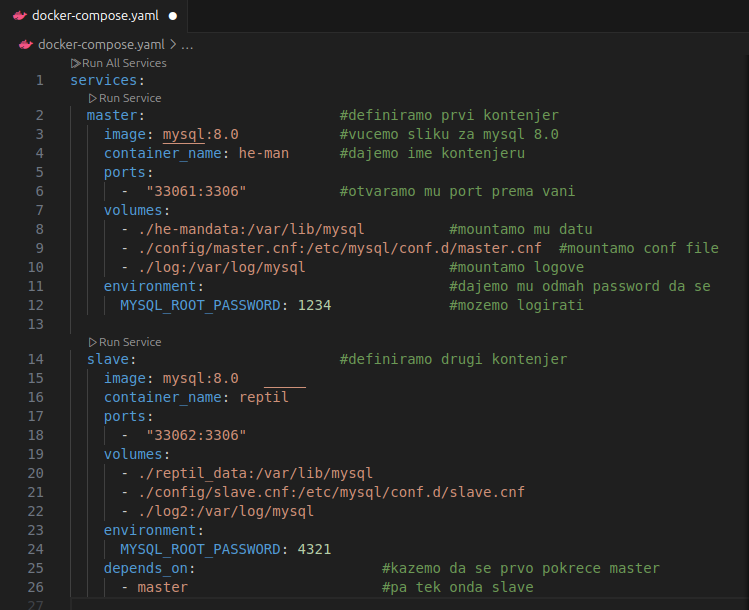 docker-compose.yaml ●
docker-compose.yaml > ...
Run All Services
1 services:
Run Service
2 master: #definiramo prvi kontenjer
3 image: mysql:8.0 #vucemo sliku za mysql 8.0
4 container_name: he-man #dajemo ime kontenjeru
5 ports:
6 - "33061:3306" #otvaramo mu port prema vani
7 volumes:
8 - ./he-mandata:/var/lib/mysql #mountamo mu datu
9 - ./config/master.cnf:/etc/mysql/conf.d/master.cnf #mountamo conf file
10 - ./log:/var/log/mysql #mountamo logove
11 environment: #dajemo mu odmah password da se
12 MYSQL_ROOT_PASSWORD: 1234 #mozemo logirati
13
Run Service
14 slave: #definiramo drugi kontenjer
15 image: mysql:8.0
16 container_name: reptil
17 ports:
18 - "33062:3306"
19 volumes:
20 - ./reptil_data:/var/lib/mysql
21 - ./config/slave.cnf:/etc/mysql/conf.d/slave.cnf
22 - ./log2:/var/log/mysql
23 environment:
24 MYSQL_ROOT_PASSWORD: 4321
25 depends_on: #kazemo da se prvo pokrece master
26 - master #pa tek onda slave
27